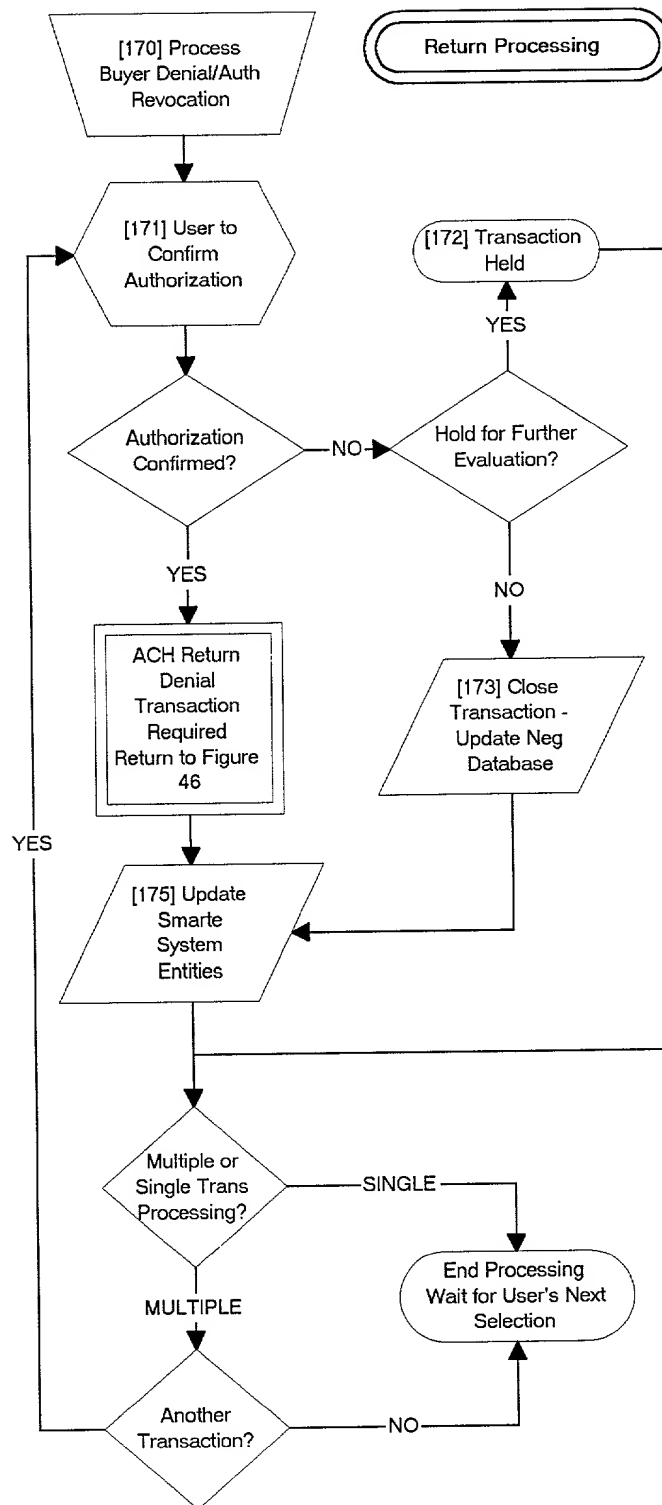 [170] Process
Buyer Denial/Auth
Revocation
Return Processing
[171] User to
Confirm
Authorization
[172] Transaction
Held
YES
Authorization
Confirmed?
NO
Hold for Further
Evaluation?
YES
NO
ACH Return
Denial
Transaction
Required
Return to Figure
46
[173] Close
Transaction -
Update Neg
Database
YES
[175] Update
Smarte
System
Entities
Multiple or
Single Trans
Processing?
SINGLE
End Processing
Wait for User's Next
Selection
MULTIPLE
Another
Transaction?
NO